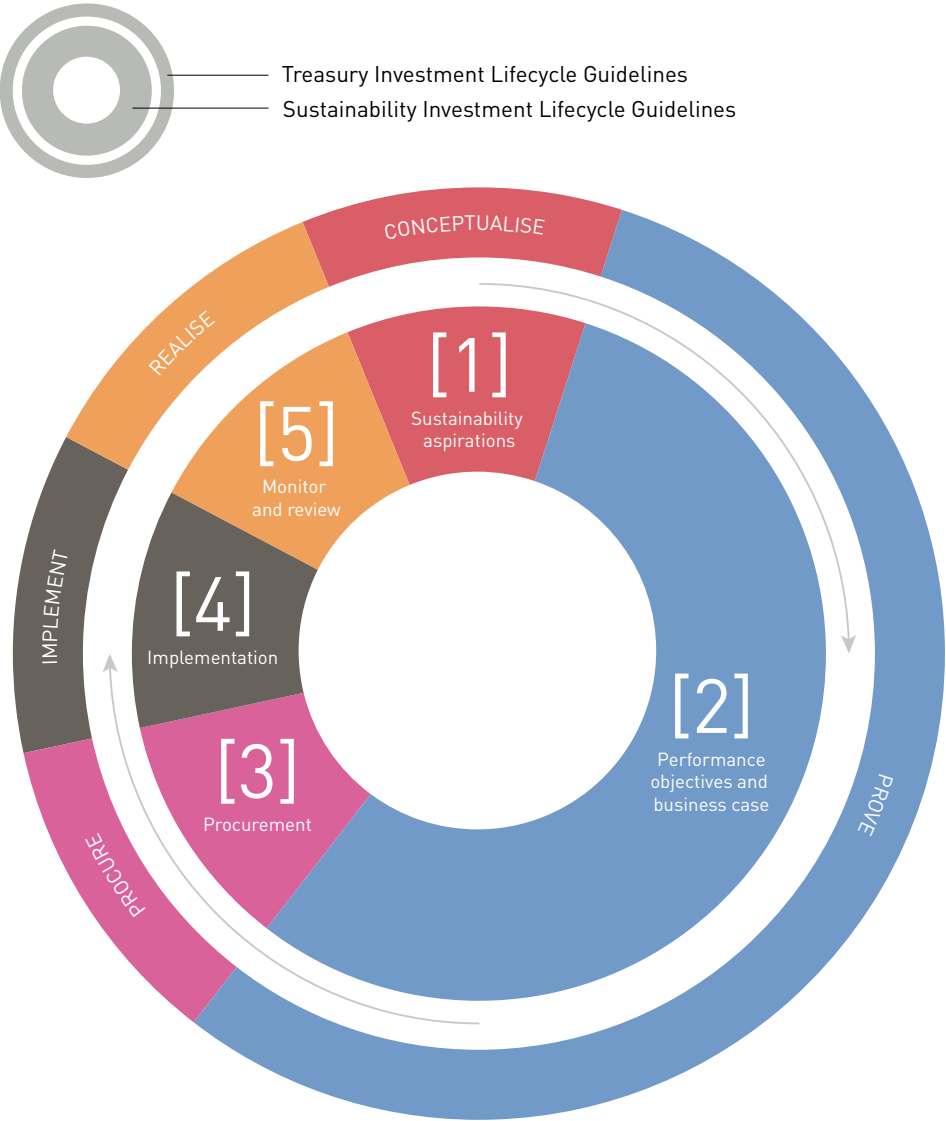 Treasury Investment Lifecycle Guidelines
Sustainability Investment Lifecycle Guidelines
CONCEPTUALISE
PROVE
PROCURE
IMPLEMENT
REALISE
[1]
Sustainability
aspirations
[2]
Performance
objectives and
business case
[3]
Procurement
[4]
Implementation
[5]
Monitor
and review